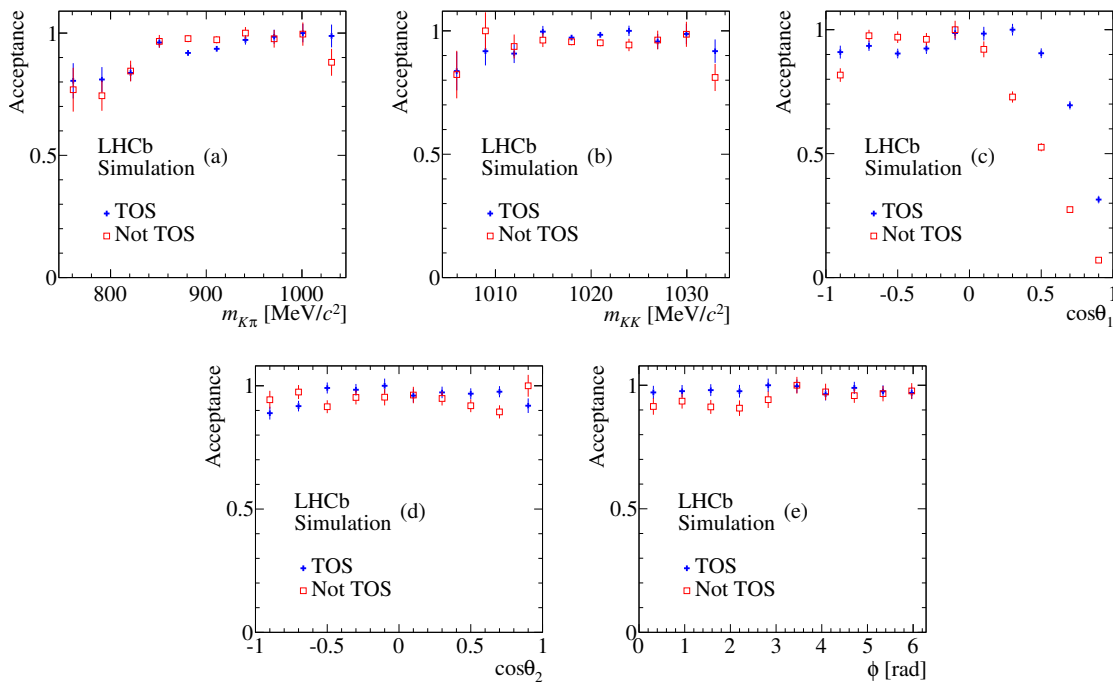 Acceptance
1
0.5
0
LHCb
Simulation
(a)
TOS
Not TOS
800
900
1000
m_{Kπ} [MeV/c²]
Acceptance
1
0.5
0
LHCb
Simulation
(b)
TOS
Not TOS
1010
1020
1030
m_{KK} [MeV/c²]
Acceptance
1
0.5
0
LHCb
Simulation
(c)
TOS
Not TOS
-1
-0.5
0
0.5
1
cosθ₁
Acceptance
1
0.5
0
LHCb
Simulation
(d)
TOS
Not TOS
-1
-0.5
0
0.5
1
cosθ₂
Acceptance
1
0.5
0
LHCb
Simulation
(e)
TOS
Not TOS
0
1
2
3
4
5
6
ϕ [rad]